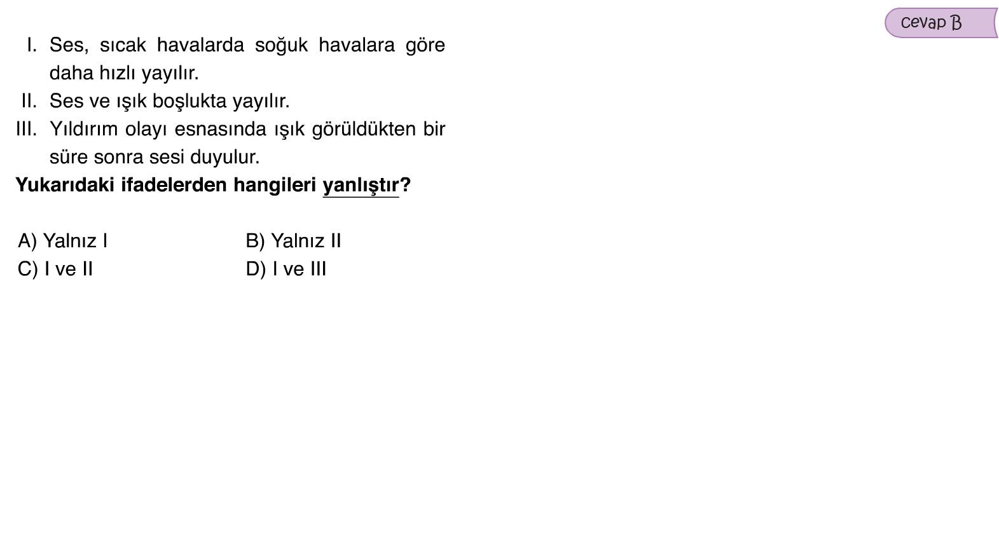 cevap B
I. Ses, sıcak havalarda soğuk havalara göre
daha hızlı yayılır.
II. Ses ve ışık boşlukta yayılır.
III. Yıldırım olayı esnasında ışık görüldükten bir
süre sonra sesi duyulur.
Yukarıdaki ifadelerden hangileri yanlıştır?
A) Yalnız I B) Yalnız II
C) I ve II D) I ve III